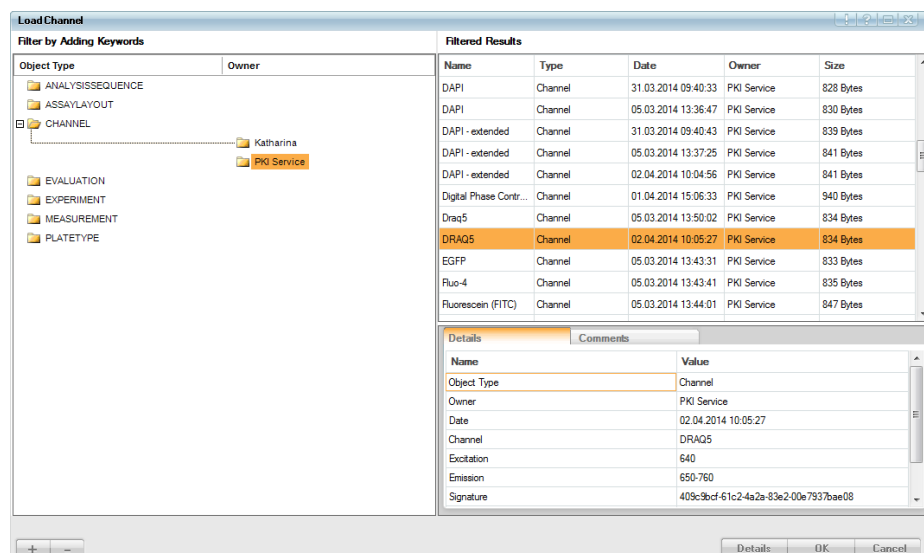 Load Channel
Filter by Adding Keywords
Object Type Owner
ANALYSISSEQUENCE
ASSAYLAYOUT
CHANNEL
Katharina
PKI Service
EVALUATION
EXPERIMENT
MEASUREMENT
PLATETYPE
Filtered Results
Name Type Date Owner Size
DAPI Channel 31.03.2014 09:40:33 PKI Service 828 Bytes
DAPI Channel 05.03.2014 13:36:47 PKI Service 830 Bytes
DAPI - extended Channel 31.03.2014 09:40:43 PKI Service 839 Bytes
DAPI - extended Channel 05.03.2014 13:37:25 PKI Service 841 Bytes
DAPI - extended Channel 02.04.2014 10:04:56 PKI Service 841 Bytes
Digital Phase Contr... Channel 01.04.2014 15:06:33 PKI Service 940 Bytes
Draq5 Channel 05.03.2014 13:50:02 PKI Service 834 Bytes
DRAQ5 Channel 02.04.2014 10:05:27 PKI Service 834 Bytes
EGFP Channel 05.03.2014 13:43:31 PKI Service 833 Bytes
Fluo-4 Channel 05.03.2014 13:43:41 PKI Service 835 Bytes
Fluorescein (FITC) Channel 05.03.2014 13:44:01 PKI Service 847 Bytes
Details Comments
Name Value
Object Type Channel
Owner PKI Service
Date 02.04.2014 10:05:27
Channel DRAQ5
Excitation 640
Emission 650-760
Signature 409c9bcf-61c2-4a2a-83e2-00e7937bae08
+ - Details OK Cancel